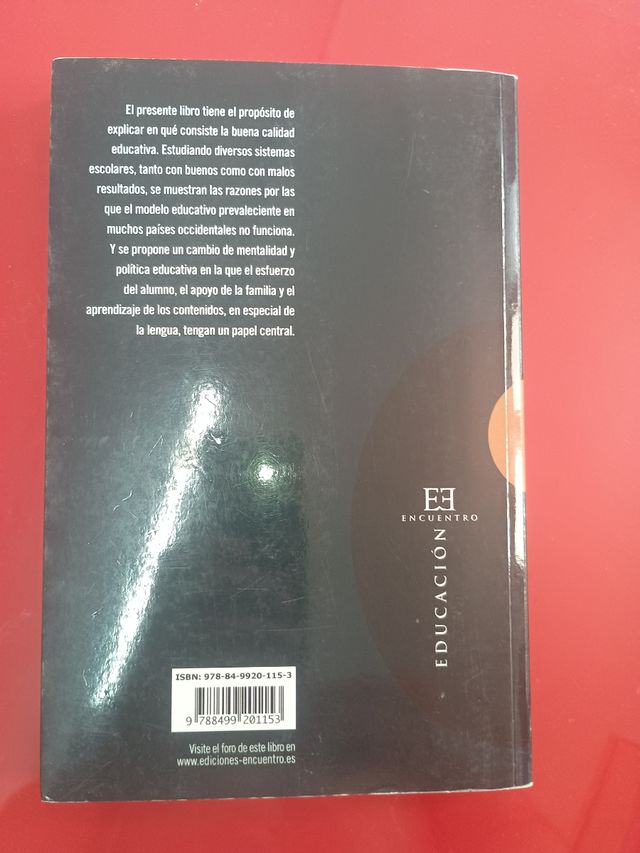 El presente libro tiene el propósito de
explicar en qué consiste la buena calidad
educativa. Estudiando diversos sistemas
escolares, tanto con buenos como con malos
resultados, se muestran las razones por las
que el modelo educativo prevaleciente en
muchos países occidentales no funciona.
Y se propone un cambio de mentalidad y
política educativa en la que el esfuerzo
del alumno, el apoyo de la familia y el
aprendizaje de los contenidos, en especial de
la lengua, tengan un papel central.
EE
ENCUENTRO
EDUCACIÓN
ISBN: 978-84-9920-115-3
9 788499 201153
Visite el foro de este libro en
www.ediciones-encuentro.es